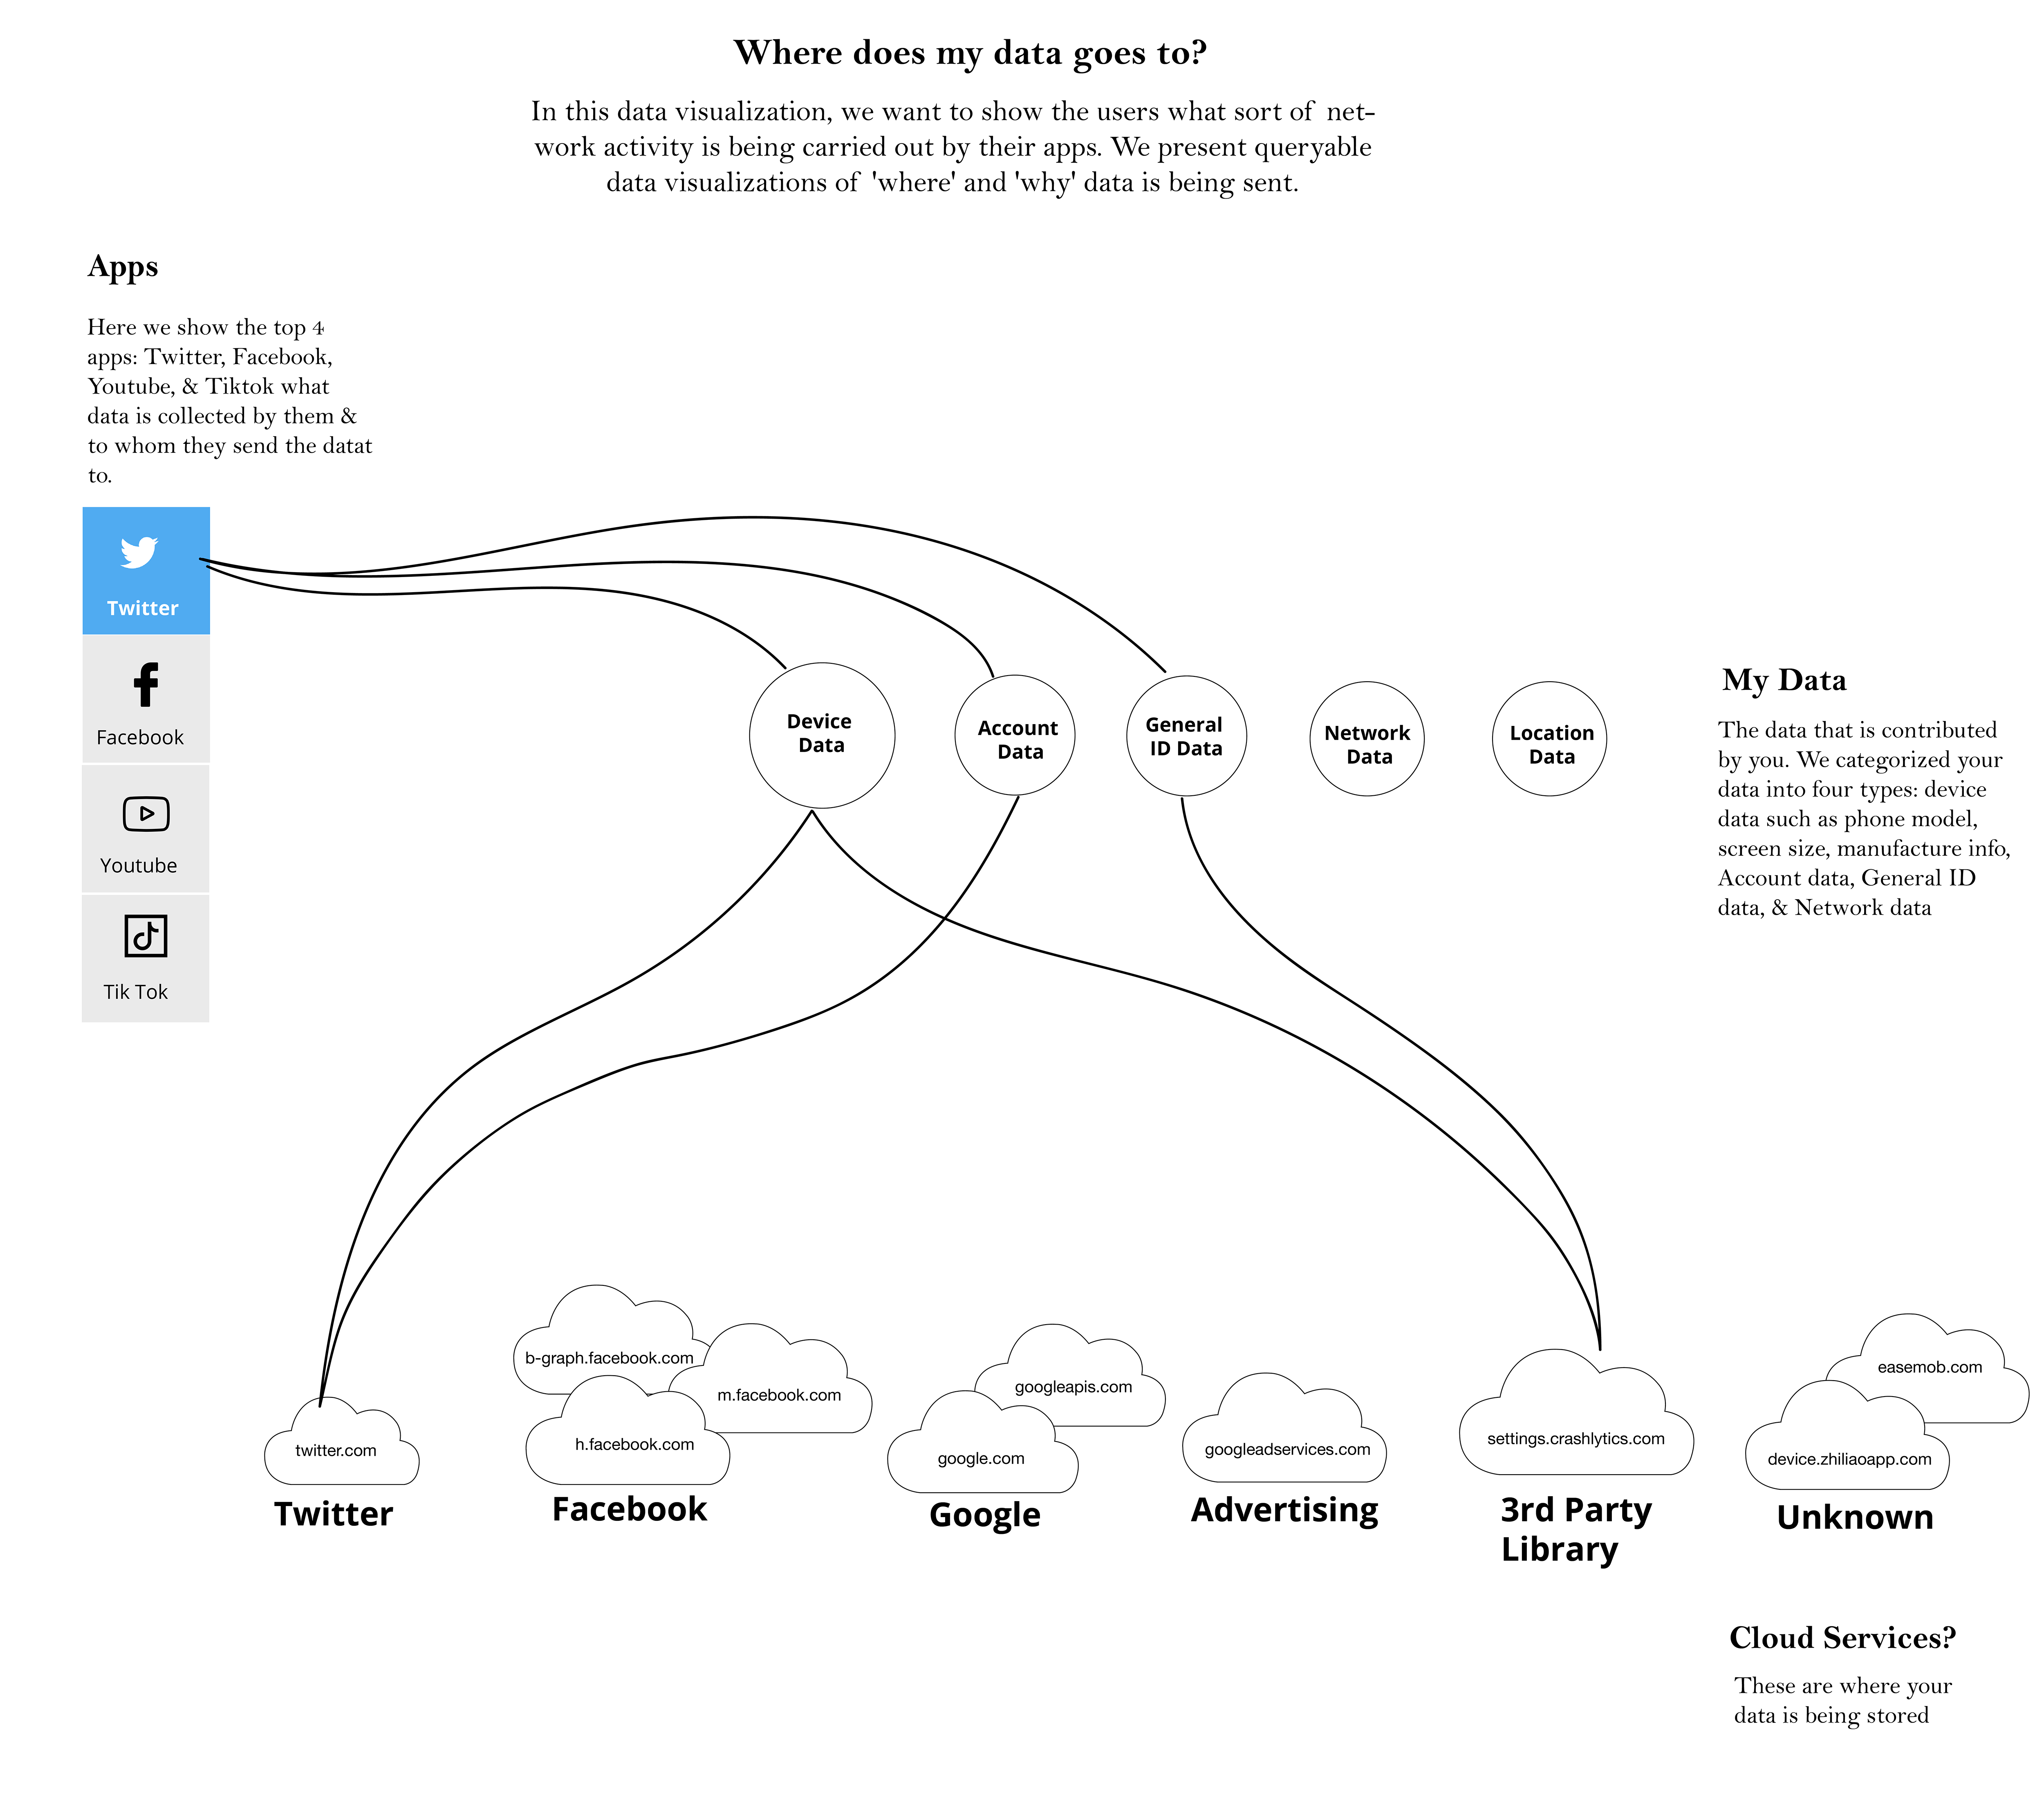 Where does my data goes to?
In this data visualization, we want to show the users what sort of net-
work activity is being carried out by their apps. We present queryable
data visualizations of 'where' and 'why' data is being sent.
Apps
Here we show the top 4
apps: Twitter, Facebook,
Youtube, & Tiktok what
data is collected by them &
to whom they send the datat
to.
Twitter
Facebook
Youtube
Tik Tok
Device
Data
Account
Data
General
ID Data
Network
Data
Location
Data
My Data
The data that is contributed
by you. We categorized your
data into four types: device
data such as phone model,
screen size, manufacture info,
Account data, General ID
data, & Network data
twitter.com
Twitter
b-graph.facebook.com
m.facebook.com
h.facebook.com
Facebook
googleapis.com
google.com
Google
googleadservices.com
Advertising
settings.crashlytics.com
3rd Party
Library
easemob.com
device.zhiliaoapp.com
Unknown
Cloud Services?
These are where your
data is being stored